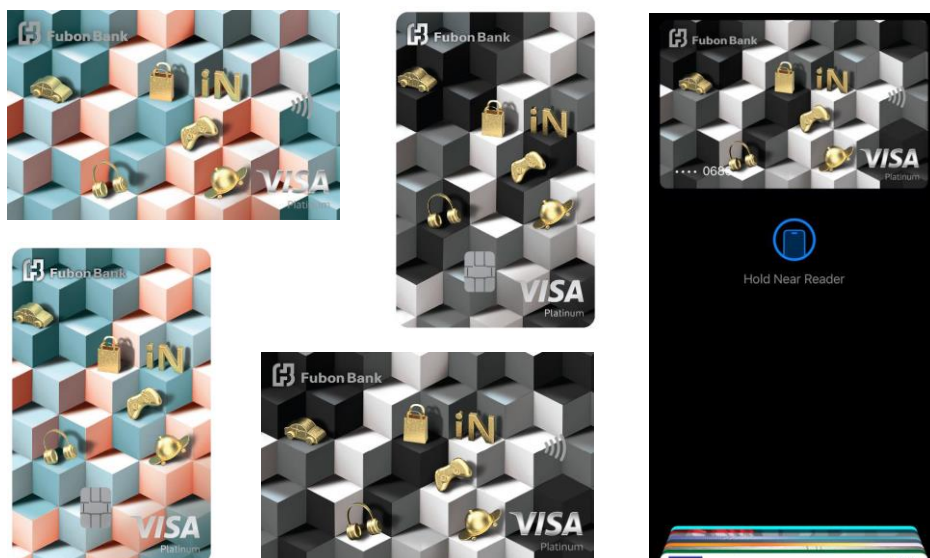 Fubon Bank
iN
VISA
Platinum
Fubon Bank
iN
VISA
Platinum
Fubon Bank
iN
VISA
Platinum
•••• 0686
Hold Near Reader
Fubon Bank
iN
VISA
Platinum
Fubon Bank
iN
VISA
Platinum